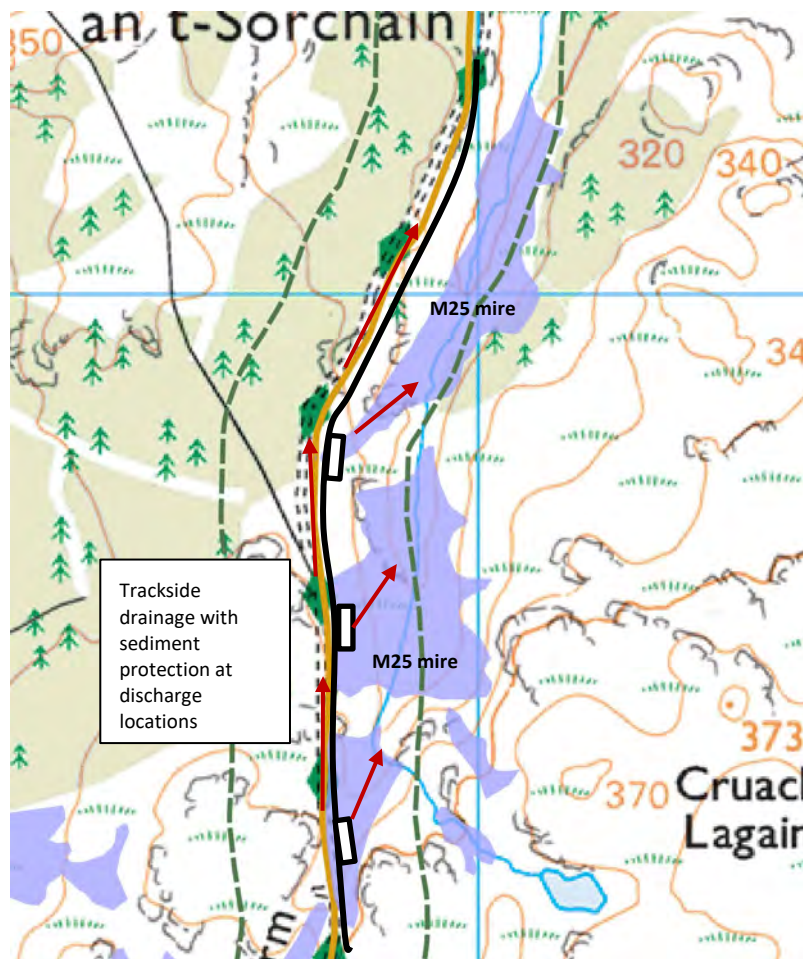 an t-Sorchain
350
320
340
M25 mire
34
Trackside
drainage with
sediment
protection at
discharge
locations
M25 mire
373
370
Cruach
Lagain
rm